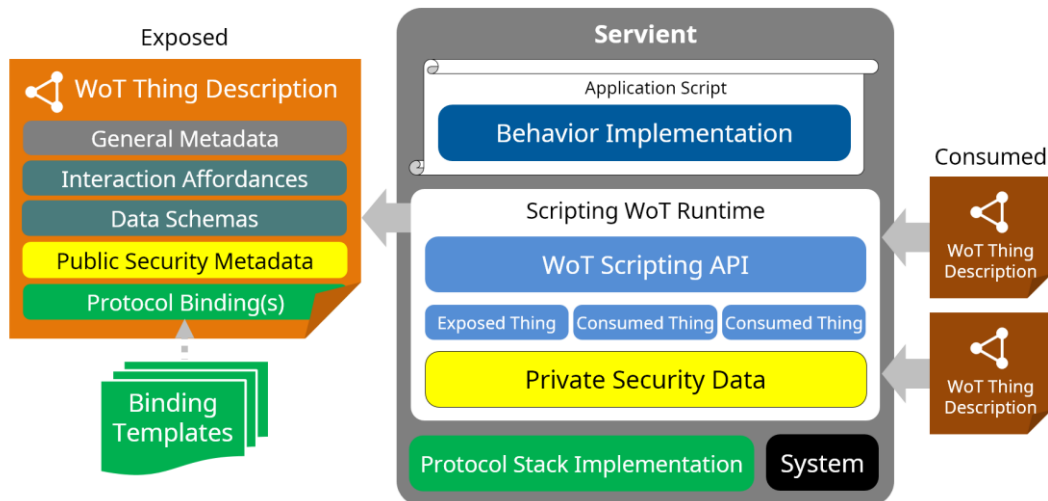 Exposed
WoT Thing Description
General Metadata
Interaction Affordances
Data Schemas
Public Security Metadata
Protocol Binding(s)
Binding
Templates
Servient
Application Script
Behavior Implementation
Scripting WoT Runtime
WoT Scripting API
Exposed Thing
Consumed Thing
Consumed Thing
Private Security Data
Protocol Stack Implementation
System
Consumed
WoT Thing
Description
WoT Thing
Description